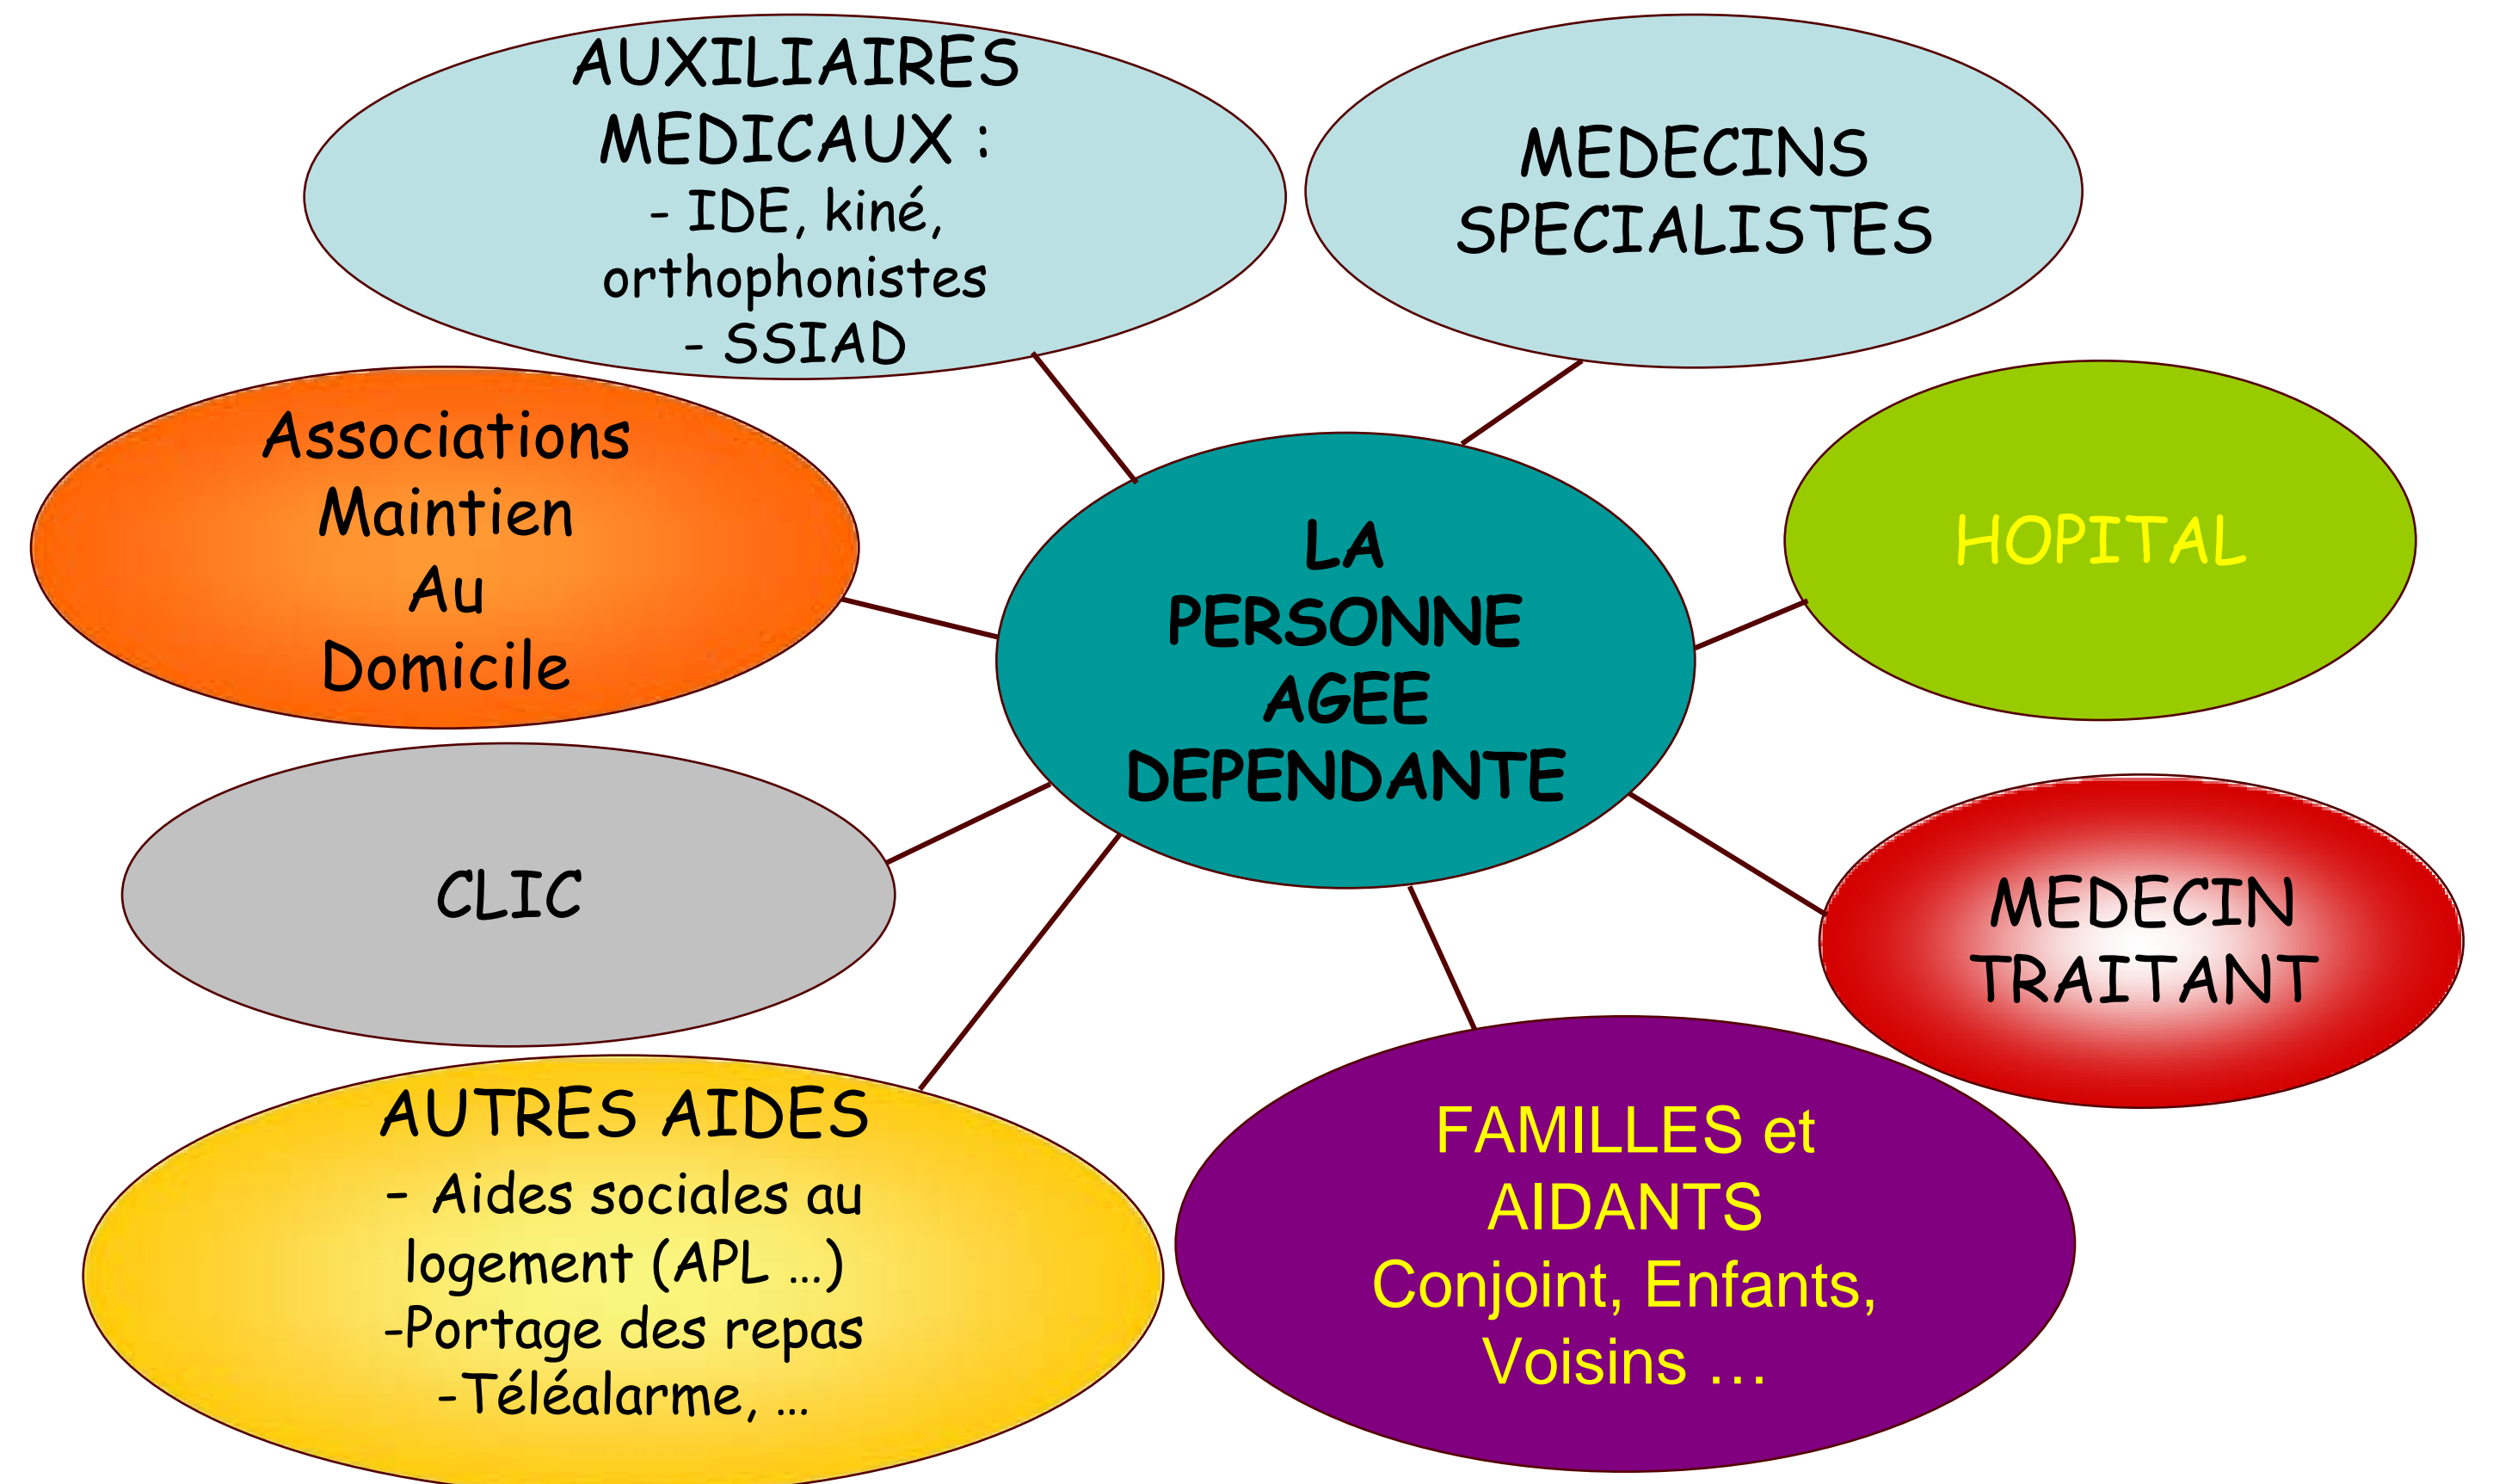 AUXILIAIRES
MEDICAUX :
- IDE, kiné,
orthophonistes
- SSIAD
MEDECINS
SPECIALISTES
Associations
Maintien
Au
Domicile
HOPITAL
LA
PERSONNE
AGEE
DEPENDANTE
CLIC
MEDECIN
TRAITANT
AUTRES AIDES
- Aides sociales au
logement (APL ...)
-Portage des repas
-Téléalarme, ...
FAMILLES et
AIDANTS
Conjoint, Enfants,
Voisins ...